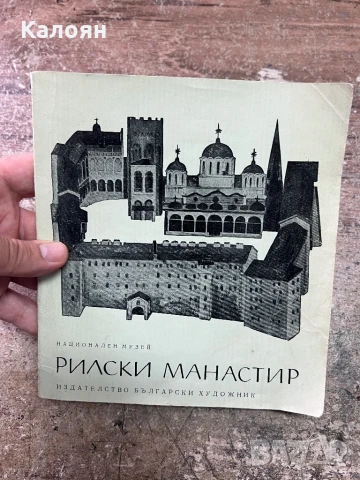 Калоян
НАЦИОНАЛЕН МУЗЕЙ
РИЛСКИ МАНАСТИР
ИЗДАТЕЛСТВО БЪЛГАРСКИ ХУДОЖНИК